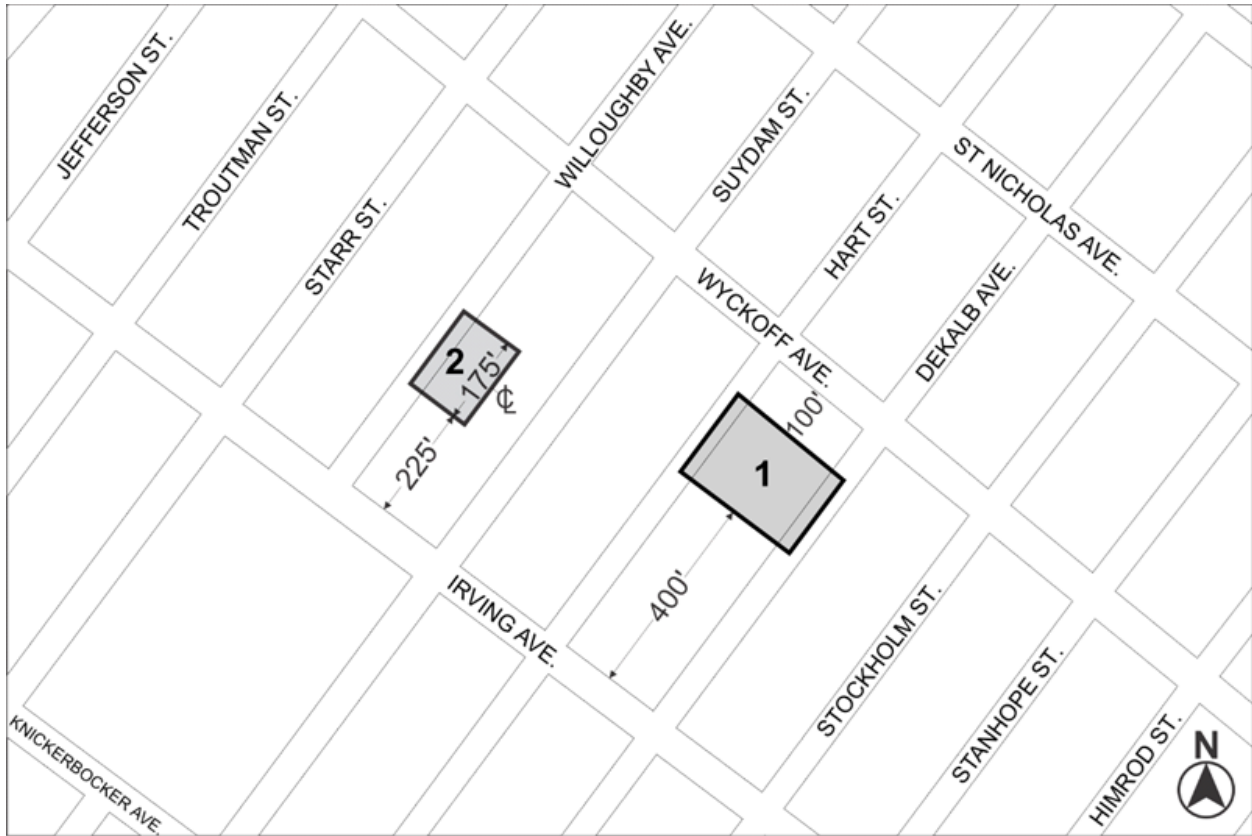 JEFFERSON ST.
TROUTMAN ST.
STARR ST.
WILLOUGHBY AVE.
SUYDAM ST.
HART ST.
ST NICHOLAS AVE.
DEKALB AVE.
WYCKOFF AVE.
2
175'
℄
225'
100'
1
400'
IRVING AVE.
STOCKHOLM ST.
STANHOPE ST.
HIMROD ST.
KNICKERBOCKER AVE.
N